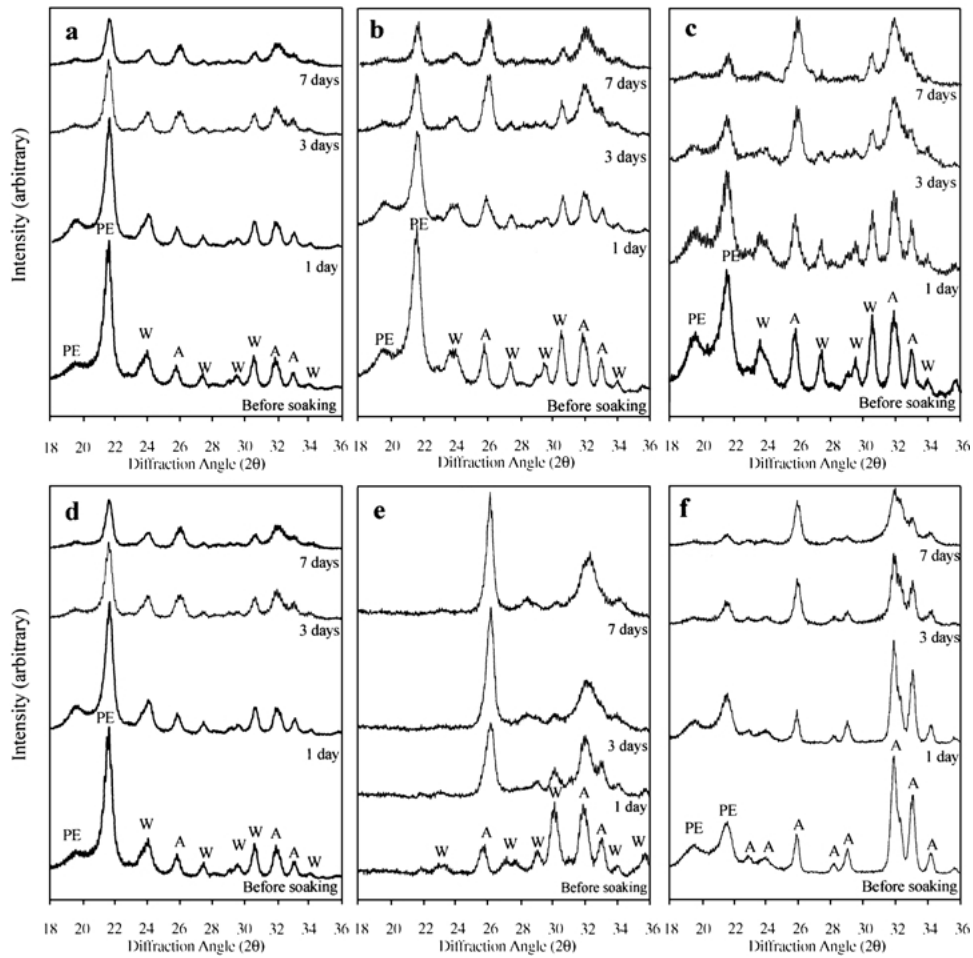 Intensity (arbitrary)
a
7 days
3 days
PE
1 day
PE W A W W W A A W
Before soaking
18 20 22 24 26 28 30 32 34 36
Diffraction Angle (2θ)
b
7 days
3 days
PE
1 day
PE W A W W W A A W
Before soaking
18 20 22 24 26 28 30 32 34 36
Diffraction Angle (2θ)
c
7 days
3 days
PE
1 day
PE W A W W W A A W
Before soaking
18 20 22 24 26 28 30 32 34 36
Diffraction Angle (2θ)
Intensity (arbitrary)
d
7 days
3 days
PE
1 day
PE W A W W W A A W
Before soaking
18 20 22 24 26 28 30 32 34 36
Diffraction Angle (2θ)
e
7 days
3 days
1 day
W A W W W A A W W
Before soaking
18 20 22 24 26 28 30 32 34 36
Diffraction Angle (2θ)
f
7 days
3 days
1 day
PE PE A A A A A A A A
Before soaking
18 20 22 24 26 28 30 32 34 36
Diffraction Angle (2θ)